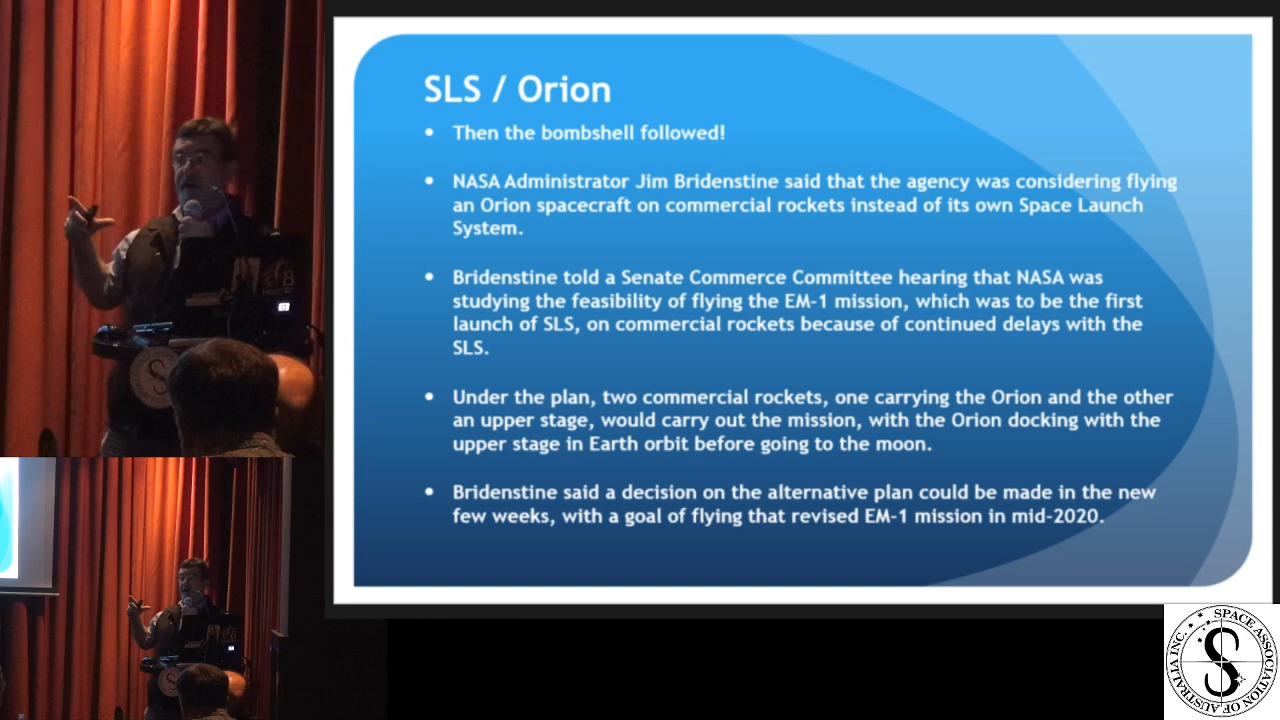 SLS / Orion
• Then the bombshell followed!
• NASA Administrator Jim Bridenstine said that the agency was considering flying
an Orion spacecraft on commercial rockets instead of its own Space Launch
System.
• Bridenstine told a Senate Commerce Committee hearing that NASA was
studying the feasibility of flying the EM-1 mission, which was to be the first
launch of SLS, on commercial rockets because of continued delays with the
SLS.
• Under the plan, two commercial rockets, one carrying the Orion and the other
an upper stage, would carry out the mission, with the Orion docking with the
upper stage in Earth orbit before going to the moon.
• Bridenstine said a decision on the alternative plan could be made in the new
few weeks, with a goal of flying that revised EM-1 mission in mid-2020.
SPACE ASSOCIATION OF AUSTRALIA INC.
S